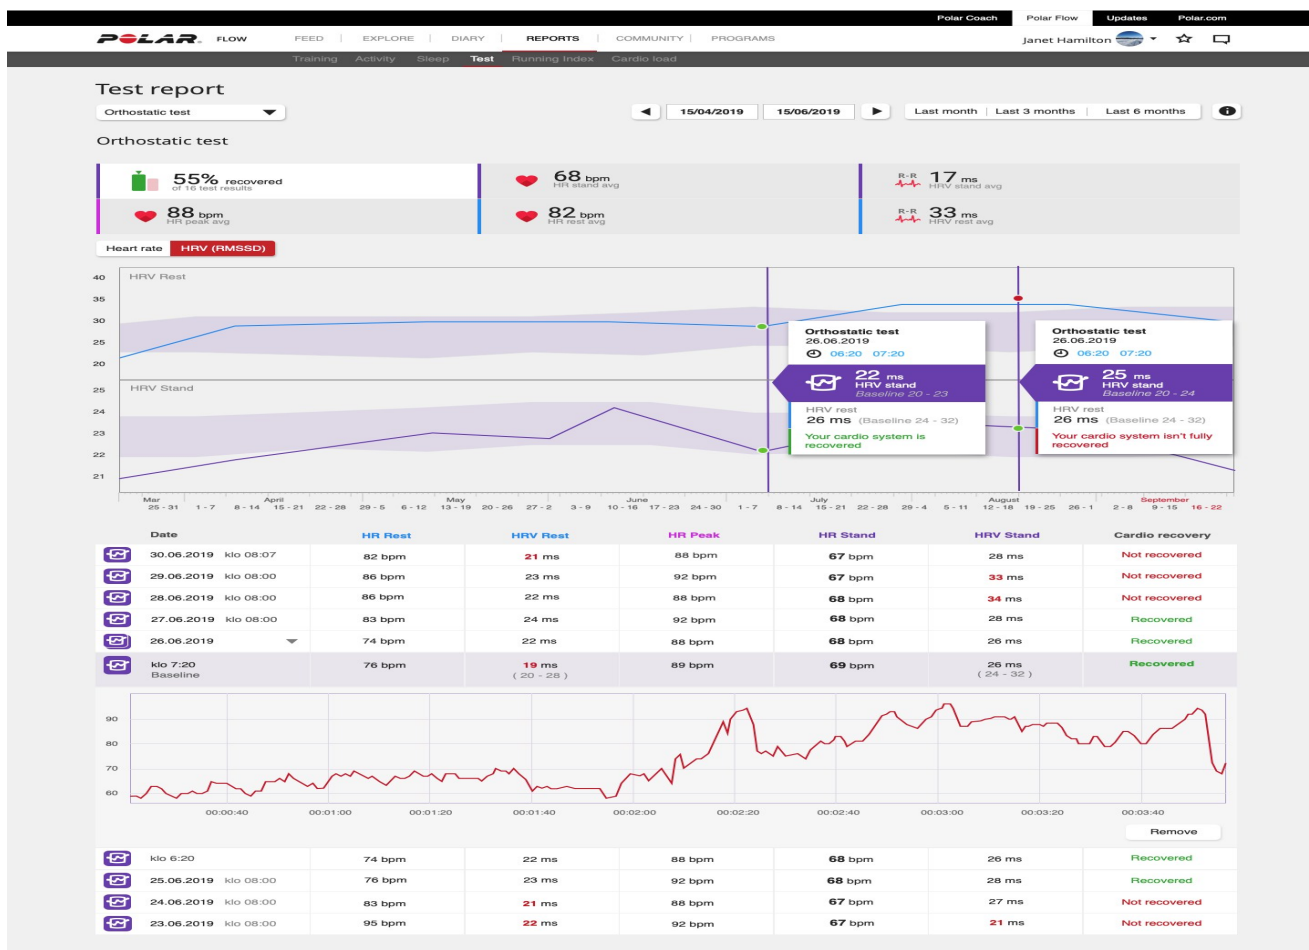 Polar Coach Polar Flow Updates Polar.com
POLAR. FLOW FEED | EXPLORE | DIARY | REPORTS | COMMUNITY | PROGRAMS Janet Hamilton
Training Activity Sleep Test Running Index Cardio load
Test report
Orthostatic test 15/04/2019 15/06/2019 Last month | Last 3 months | Last 6 months
Orthostatic test
55% recovered
of 16 test results
68 bpm
HR stand avg
R-R 17 ms
HRV stand avg
88 bpm
HR peak avg
82 bpm
HR rest avg
R-R 33 ms
HRV rest avg
Heart rate HRV (RMSSD)
HRV Rest
40
35
30
25
20
HRV Stand
25
24
23
22
21
Orthostatic test
26.06.2019
06:20 07:20
22 ms
HRV stand
Baseline 20 - 23
HRV rest
26 ms (Baseline 24 - 32)
Your cardio system is
recovered
Orthostatic test
26.06.2019
06:20 07:20
25 ms
HRV stand
Baseline 20 - 24
HRV rest
26 ms (Baseline 24 - 32)
Your cardio system isn't fully
recovered
Mar April May June July August September
25 - 31 1 - 7 8 - 14 15 - 21 22 - 28 29 - 5 6 - 12 13 - 19 20 - 26 27 - 2 3 - 9 10 - 16 17 - 23 24 - 30 1 - 7 8 - 14 15 - 21 22 - 28 29 - 4 5 - 11 12 - 18 19 - 25 26 - 1 2 - 8 9 - 15 16 - 22
Date HR Rest HRV Rest HR Peak HR Stand HRV Stand Cardio recovery
30.06.2019 klo 08:07 82 bpm 21 ms 88 bpm 67 bpm 28 ms Not recovered
29.06.2019 klo 08:00 86 bpm 23 ms 92 bpm 67 bpm 33 ms Not recovered
28.06.2019 klo 08:00 86 bpm 22 ms 88 bpm 68 bpm 34 ms Not recovered
27.06.2019 klo 08:00 83 bpm 24 ms 92 bpm 68 bpm 28 ms Recovered
26.06.2019 74 bpm 22 ms 88 bpm 68 bpm 26 ms Recovered
klo 7:20 76 bpm 19 ms 89 bpm 69 bpm 26 ms Recovered
Baseline ( 20 - 28 ) ( 24 - 32 )
90
80
70
60
00:00:40 00:01:00 00:01:20 00:01:40 00:02:00 00:02:20 00:02:40 00:03:00 00:03:20 00:03:40
Remove
klo 6:20 74 bpm 22 ms 88 bpm 68 bpm 26 ms Recovered
25.06.2019 klo 08:00 76 bpm 23 ms 92 bpm 68 bpm 28 ms Recovered
24.06.2019 klo 08:00 83 bpm 21 ms 88 bpm 67 bpm 27 ms Not recovered
23.06.2019 klo 08:00 95 bpm 22 ms 92 bpm 67 bpm 21 ms Not recovered